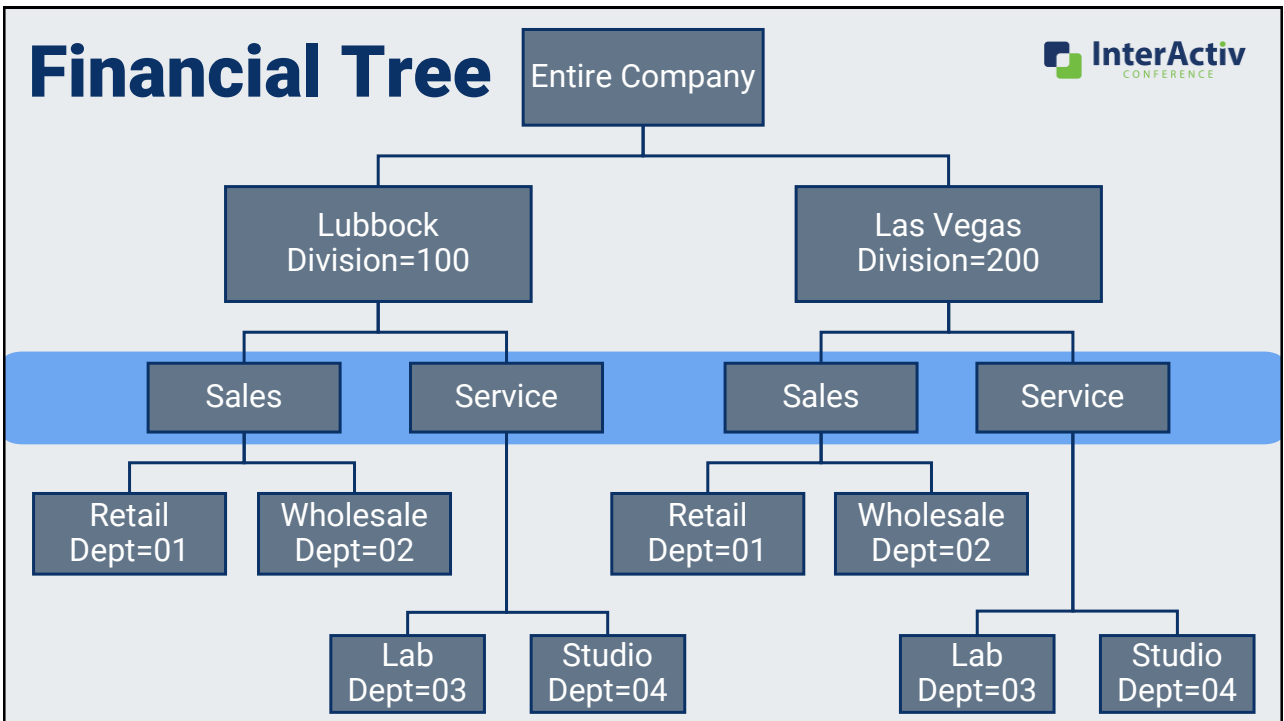 Financial Tree
Entire Company
InterActiv
CONFERENCE
Lubbock
Division=100
Las Vegas
Division=200
Sales
Service
Sales
Service
Retail
Dept=01
Wholesale
Dept=02
Retail
Dept=01
Wholesale
Dept=02
Lab
Dept=03
Studio
Dept=04
Lab
Dept=03
Studio
Dept=04